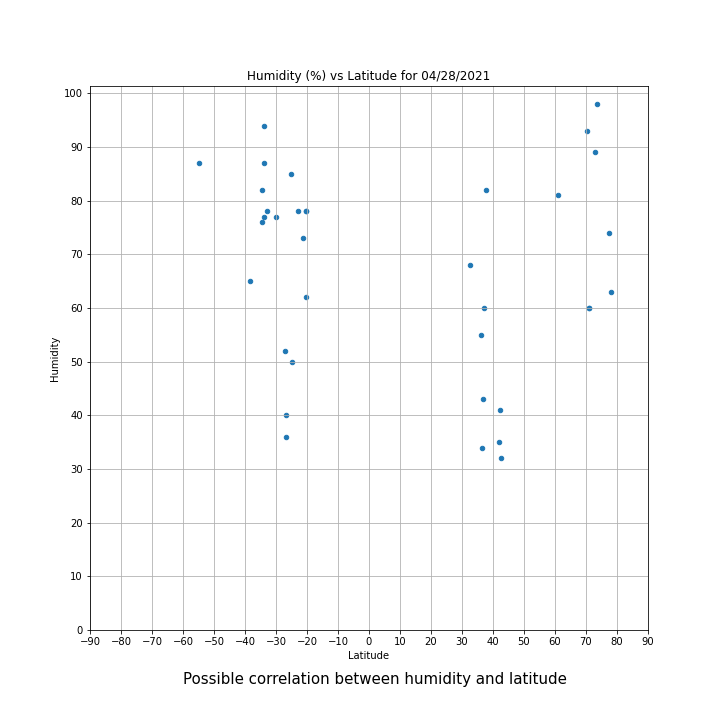 Humidity (%) vs Latitude for 04/28/2021
100
90
80
70
60
50
40
30
20
10
0
Humidity
−90 −80 −70 −60 −50 −40 −30 −20 −10 0 10 20 30 40 50 60 70 80 90
Latitude
Possible correlation between humidity and latitude